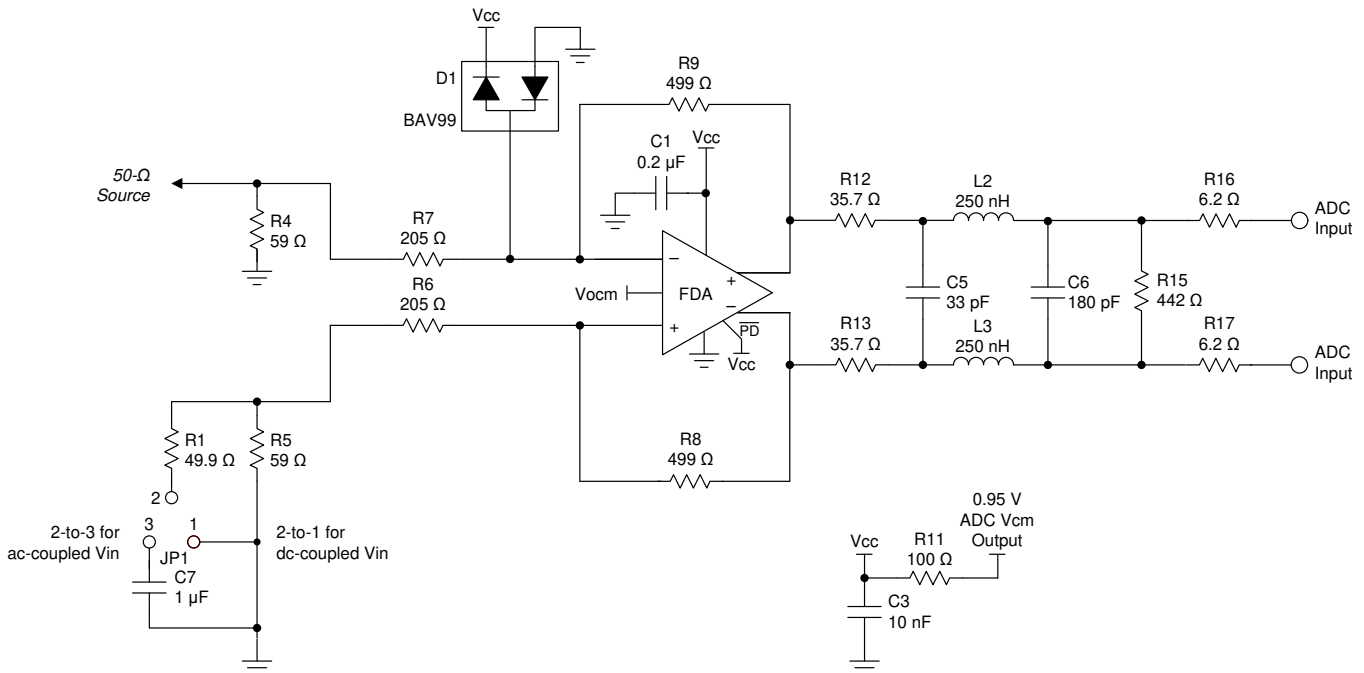 Vcc
D1
BAV99
R9
499 Ω
C1
0.2 µF
Vcc
50-Ω
Source
R4
59 Ω
R7
205 Ω
R6
205 Ω
Vocm
−
+
FDA
+
−
PD
Vcc
R12
35.7 Ω
L2
250 nH
R16
6.2 Ω
ADC
Input
C5
33 pF
C6
180 pF
R15
442 Ω
R13
35.7 Ω
L3
250 nH
R17
6.2 Ω
ADC
Input
R1
49.9 Ω
R5
59 Ω
R8
499 Ω
2
3
1
JP1
2-to-3 for
ac-coupled Vin
2-to-1 for
dc-coupled Vin
C7
1 µF
Vcc
R11
100 Ω
0.95 V
ADC Vcm
Output
C3
10 nF